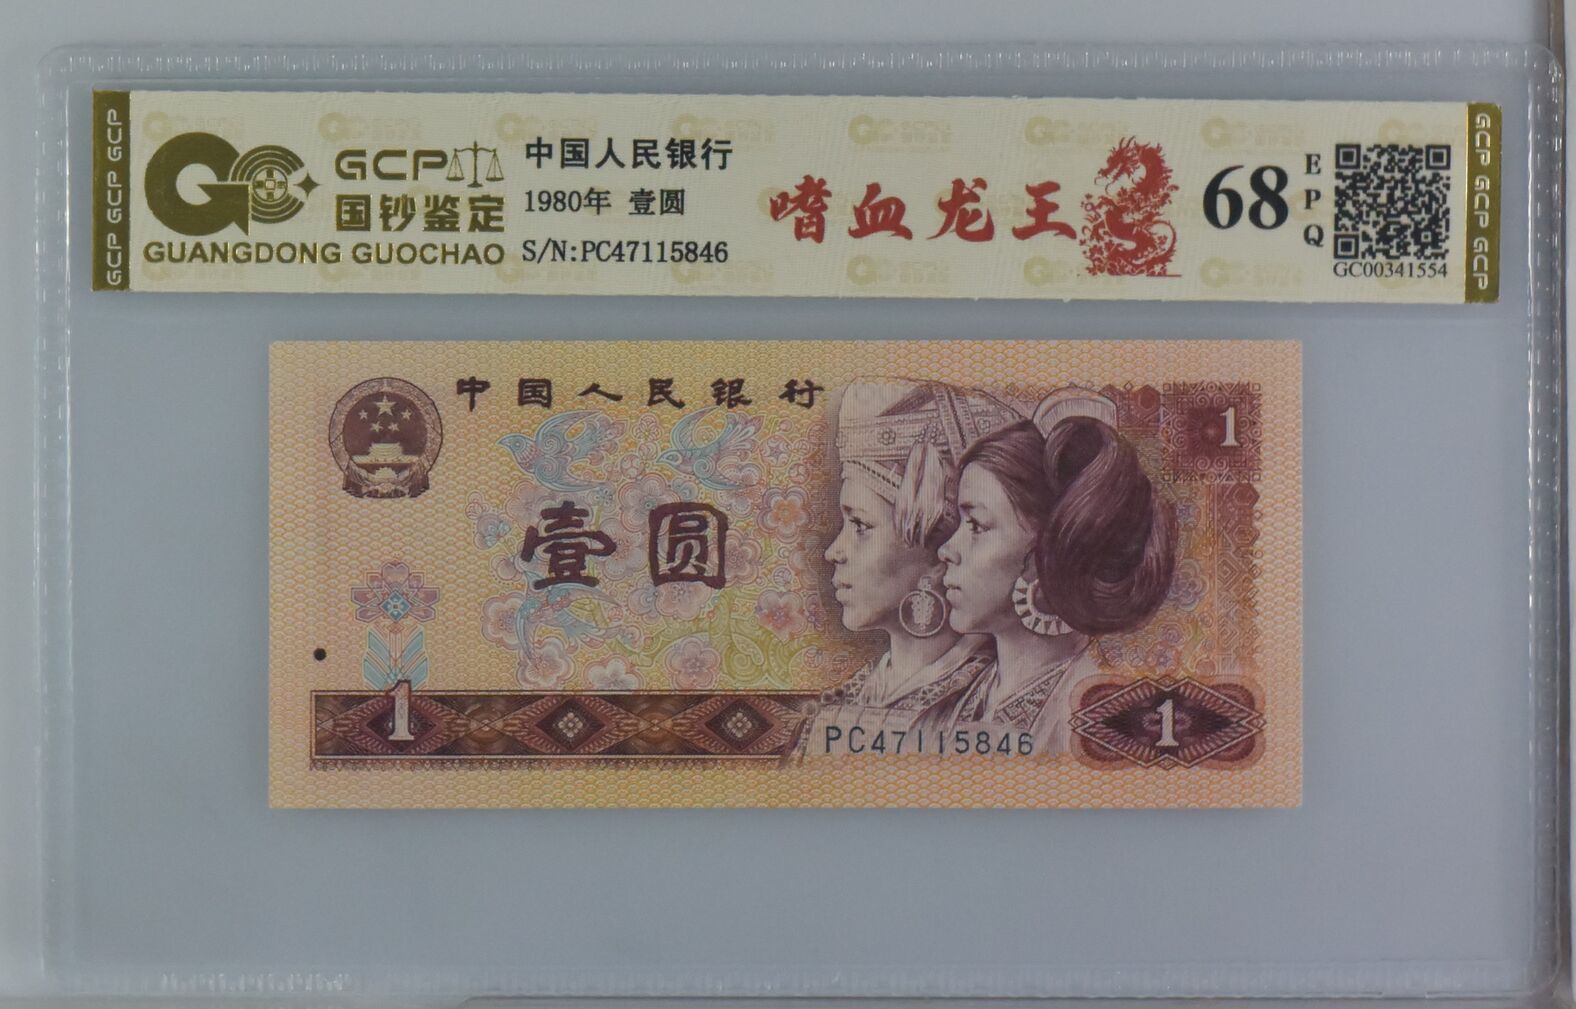 GCP GCP GCP
GCP
国钞鉴定
GUANGDONG GUOCHAO
中国人民银行
1980年 壹圆
S/N:PC47115846
嗜血龙王
68
EPQ
GC00341554
GCP GCP GCP
中国人民银行
1
壹圆
1
PC47115846
1